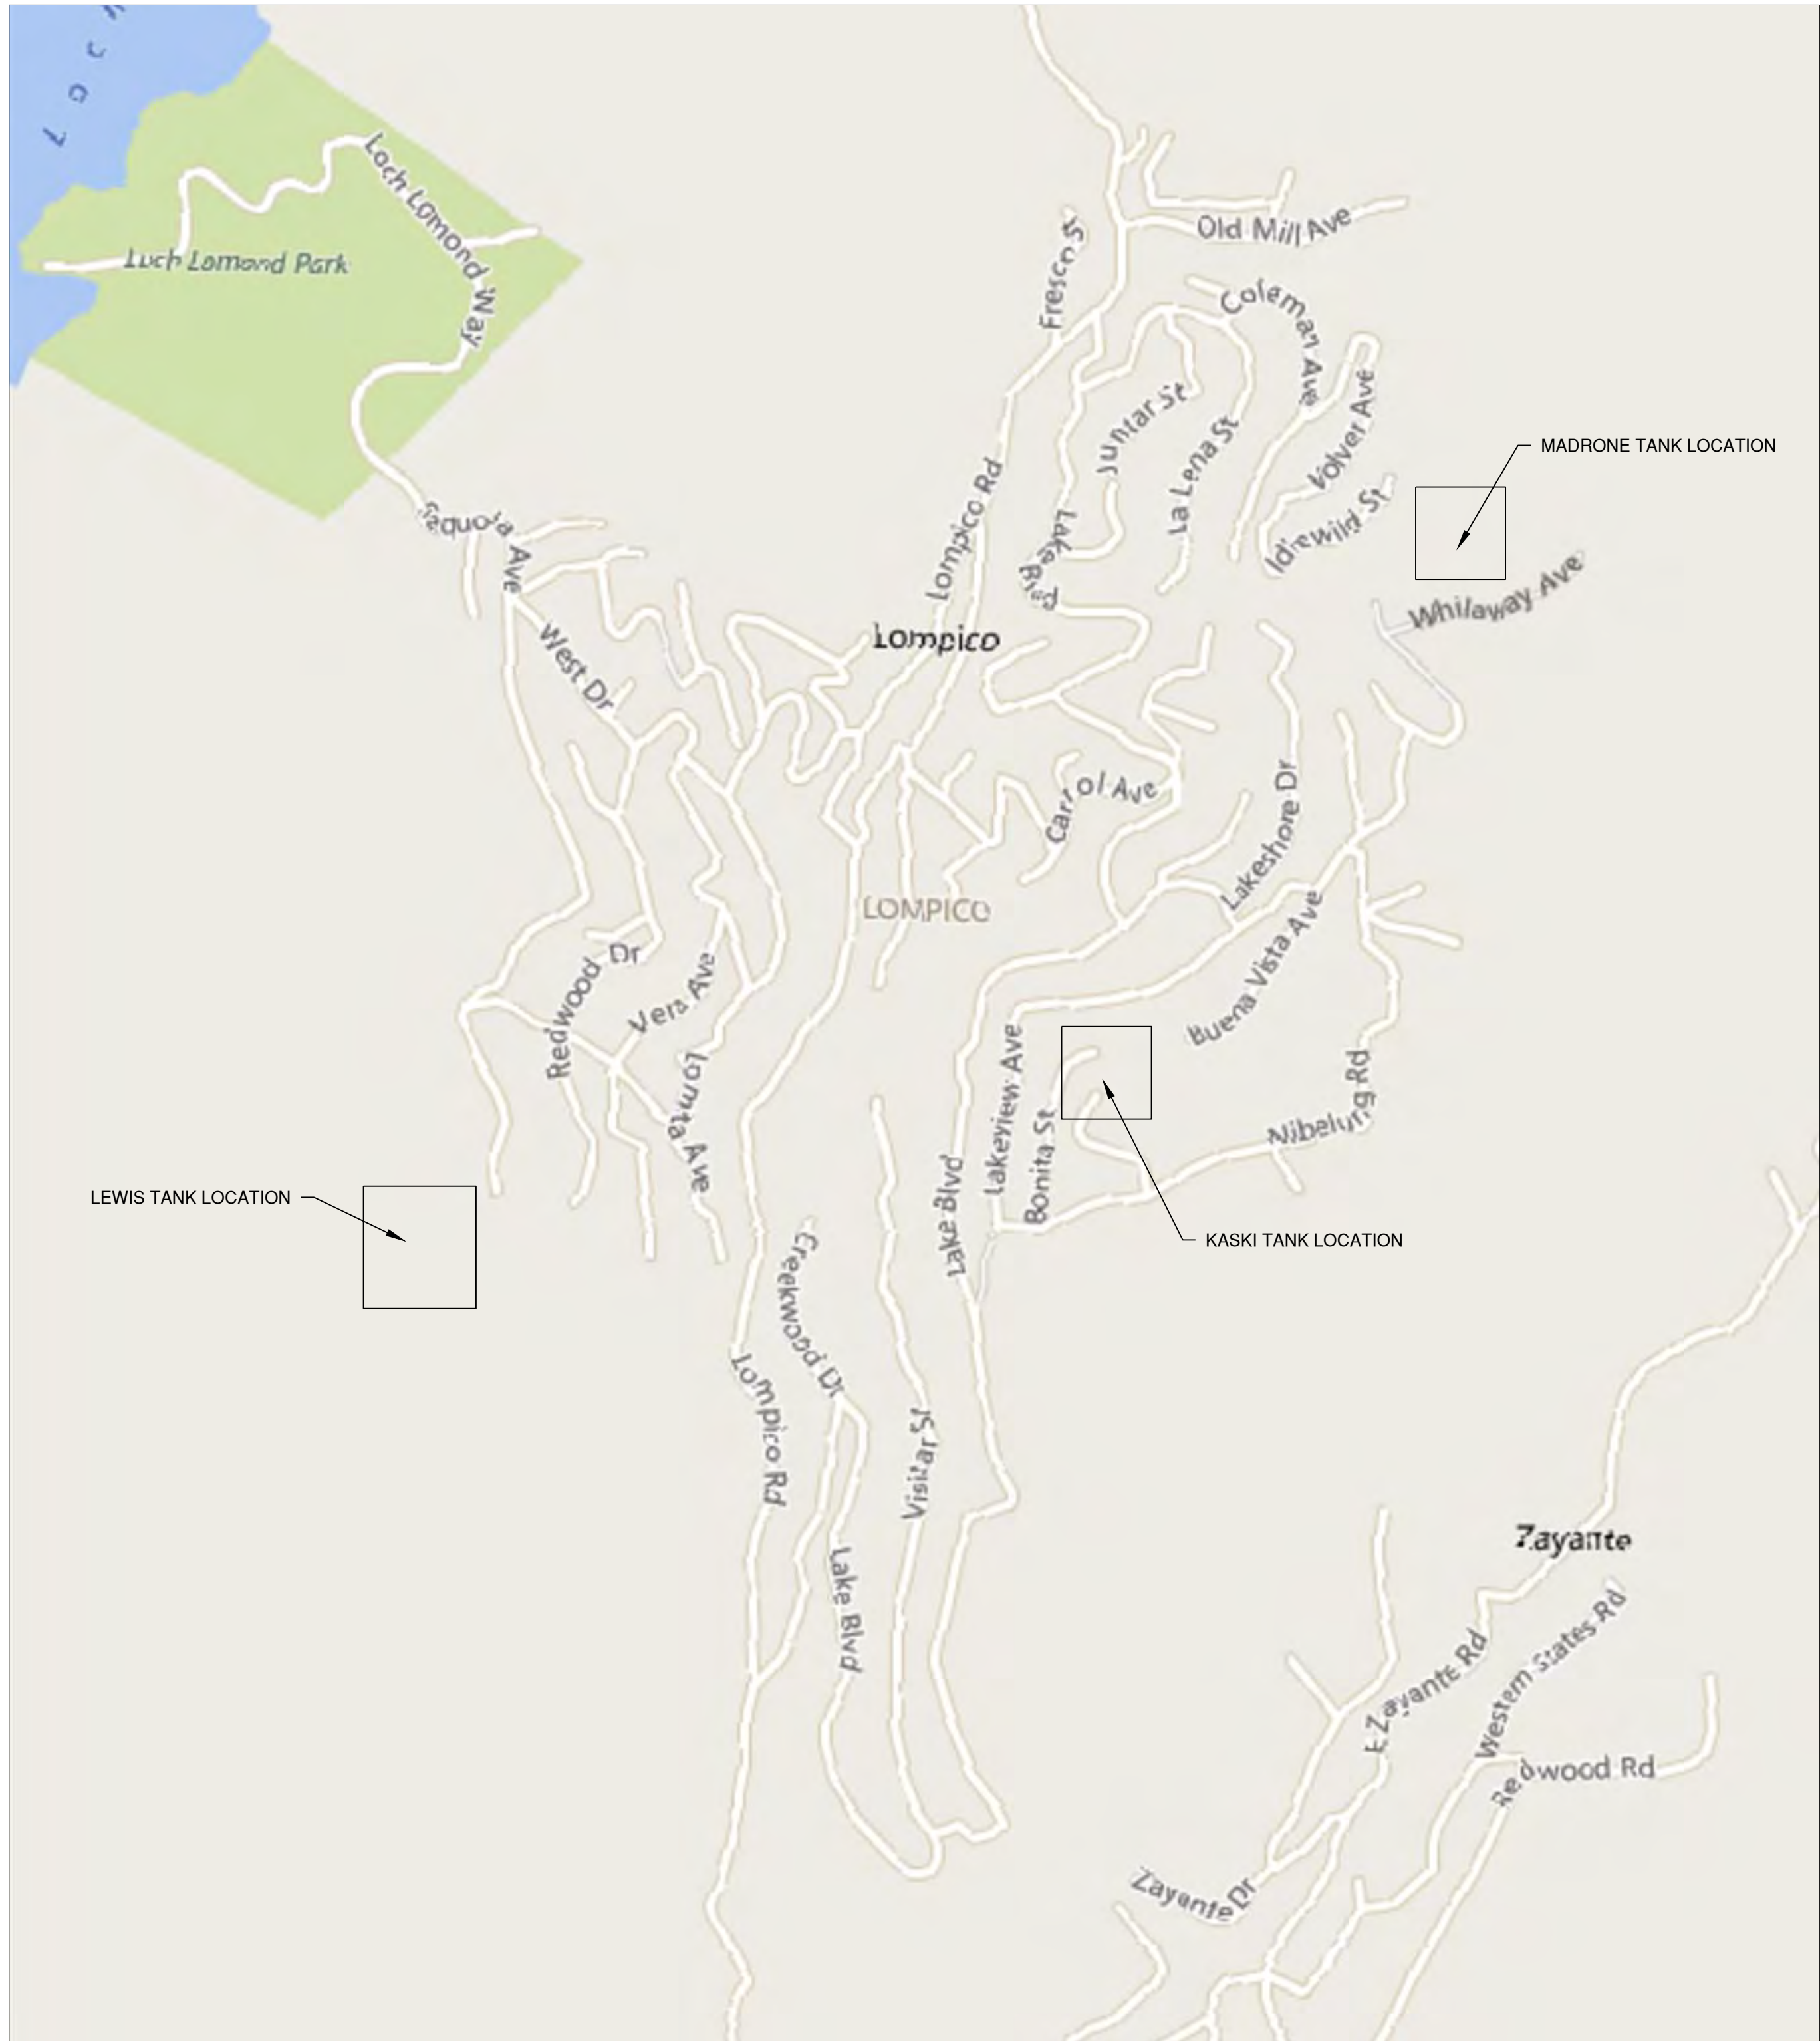 LOCH
Loch Lomond Way
Loch Lomond Park
Old Mill Ave
Fresco St
Coleman Ave
Volver Ave
MADRONE TANK LOCATION
La Lena St
Lompico Rd
Sequoia Ave
Lake Blvd
Whilaway Ave
West Dr
Lompico
Carrol Ave
Lakeshore Dr
LOMPICO
Buena Vista Ave
Redwood Dr
Vera Ave
Lomita Ave
Lakeview Ave
Bonita St
Nibelung Rd
Lake Blvd
LEWIS TANK LOCATION
KASKI TANK LOCATION
Creekwood Dr
Lompico Rd
Visitar St
Zayante
Lake Blvd
E Zayante Rd
Western States Rd
Redwood Rd
Zayante Dr